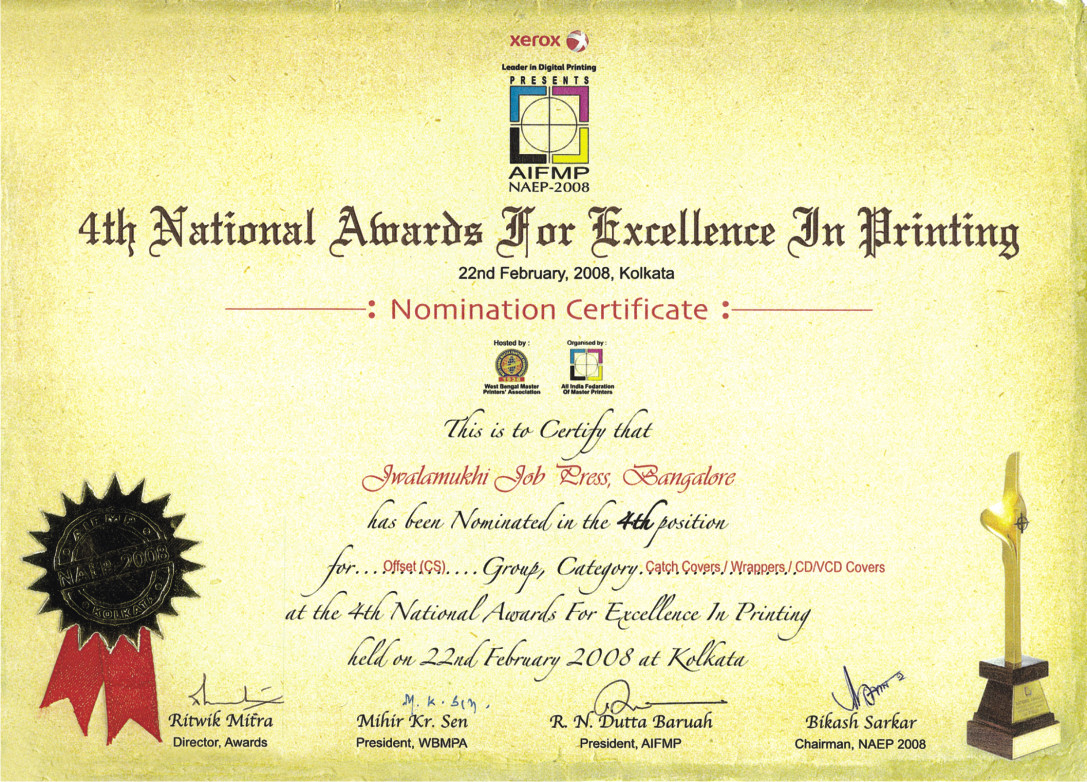 xerox
Leader in Digital Printing
PRESENTS
AIFMP
NAEP-2008
4th National Awards For Excellence In Printing
22nd February, 2008, Kolkata
: Nomination Certificate :
Hosted by : Organised by :
1936
West Bengal Master Printers' Association
All India Federation Of Master Printers
This is to Certify that
Jwalamukhi Job Press, Bangalore
has been Nominated in the 4th position
for....Offset (CS).....Group, Category.Catch Covers / Wrappers / CD/VCD Covers
at the 4th National Awards For Excellence In Printing
held on 22nd February 2008 at Kolkata
AIFMP
NAEP-2008
KOLKATA
M. K. Sen.
Ritwik Mitra Mihir Kr. Sen R. N. Dutta Baruah Bikash Sarkar
Director, Awards President, WBMPA President, AIFMP Chairman, NAEP 2008